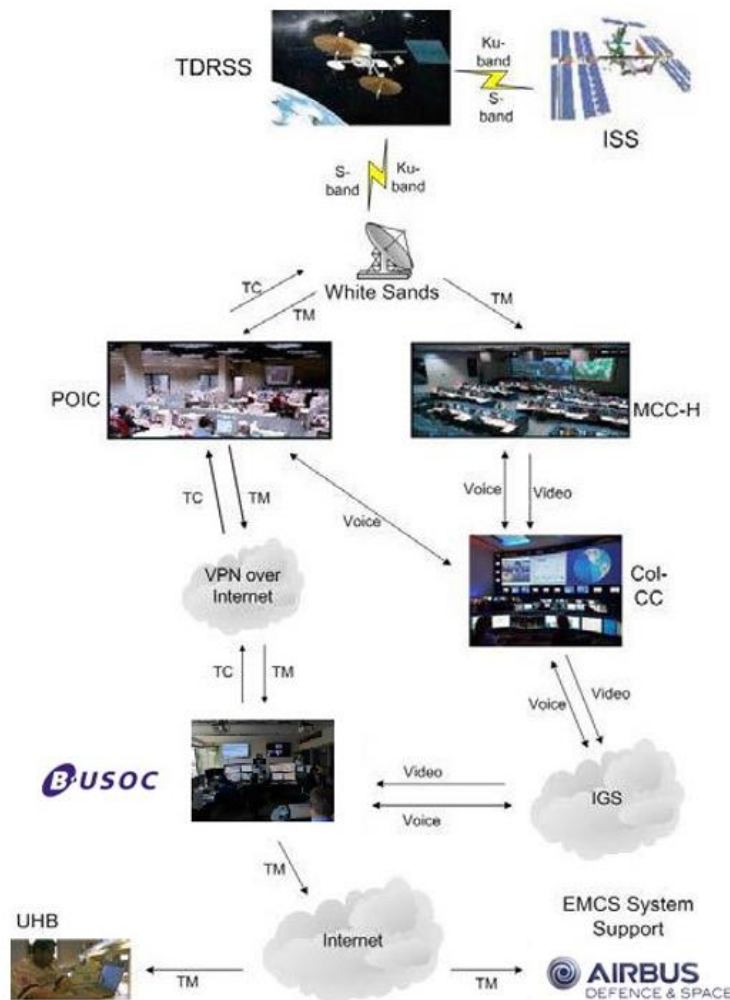 TDRSS
Ku-
band
S-
band
ISS
S-
band
Ku-
band
White Sands
TC
TM
TM
POIC
MCC-H
TC
TM
Voice
Voice
Video
VPN over
Internet
Col-
CC
TC
TM
Voice
Video
B·USOC
Video
Voice
IGS
TM
EMCS System
Support
UHB
Internet
TM
TM
AIRBUS
DEFENCE & SPACE